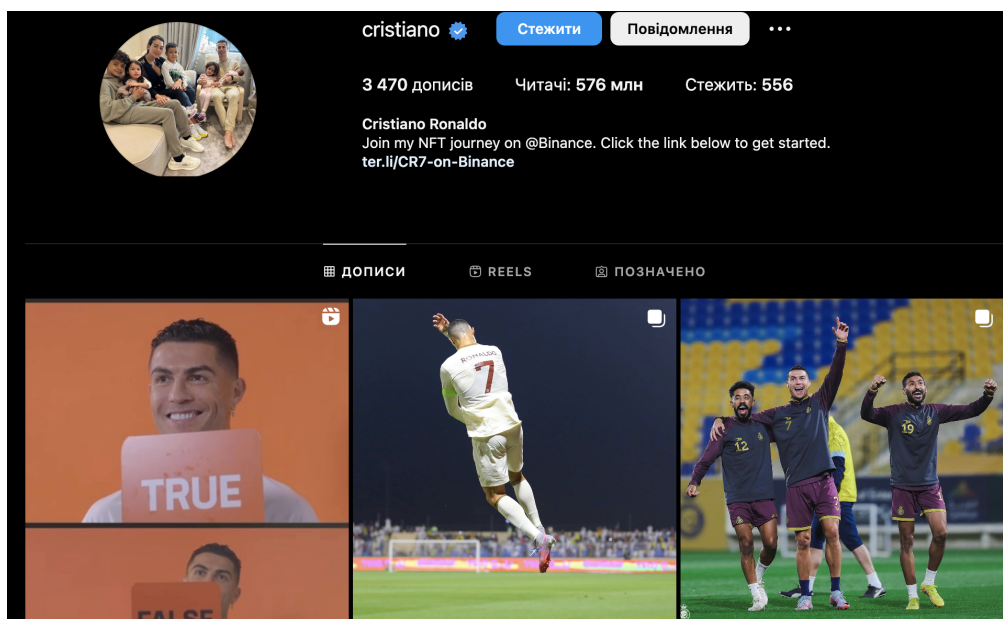 cristiano
Стежити
Повідомлення
3 470 дописів
Читачі: 576 млн
Стежить: 556
Cristiano Ronaldo
Join my NFT journey on @Binance. Click the link below to get started.
ter.li/CR7-on-Binance
ДОПИСИ
REELS
ПОЗНАЧЕНО
TRUE
FALSE
RONALDO
7
12
7
19